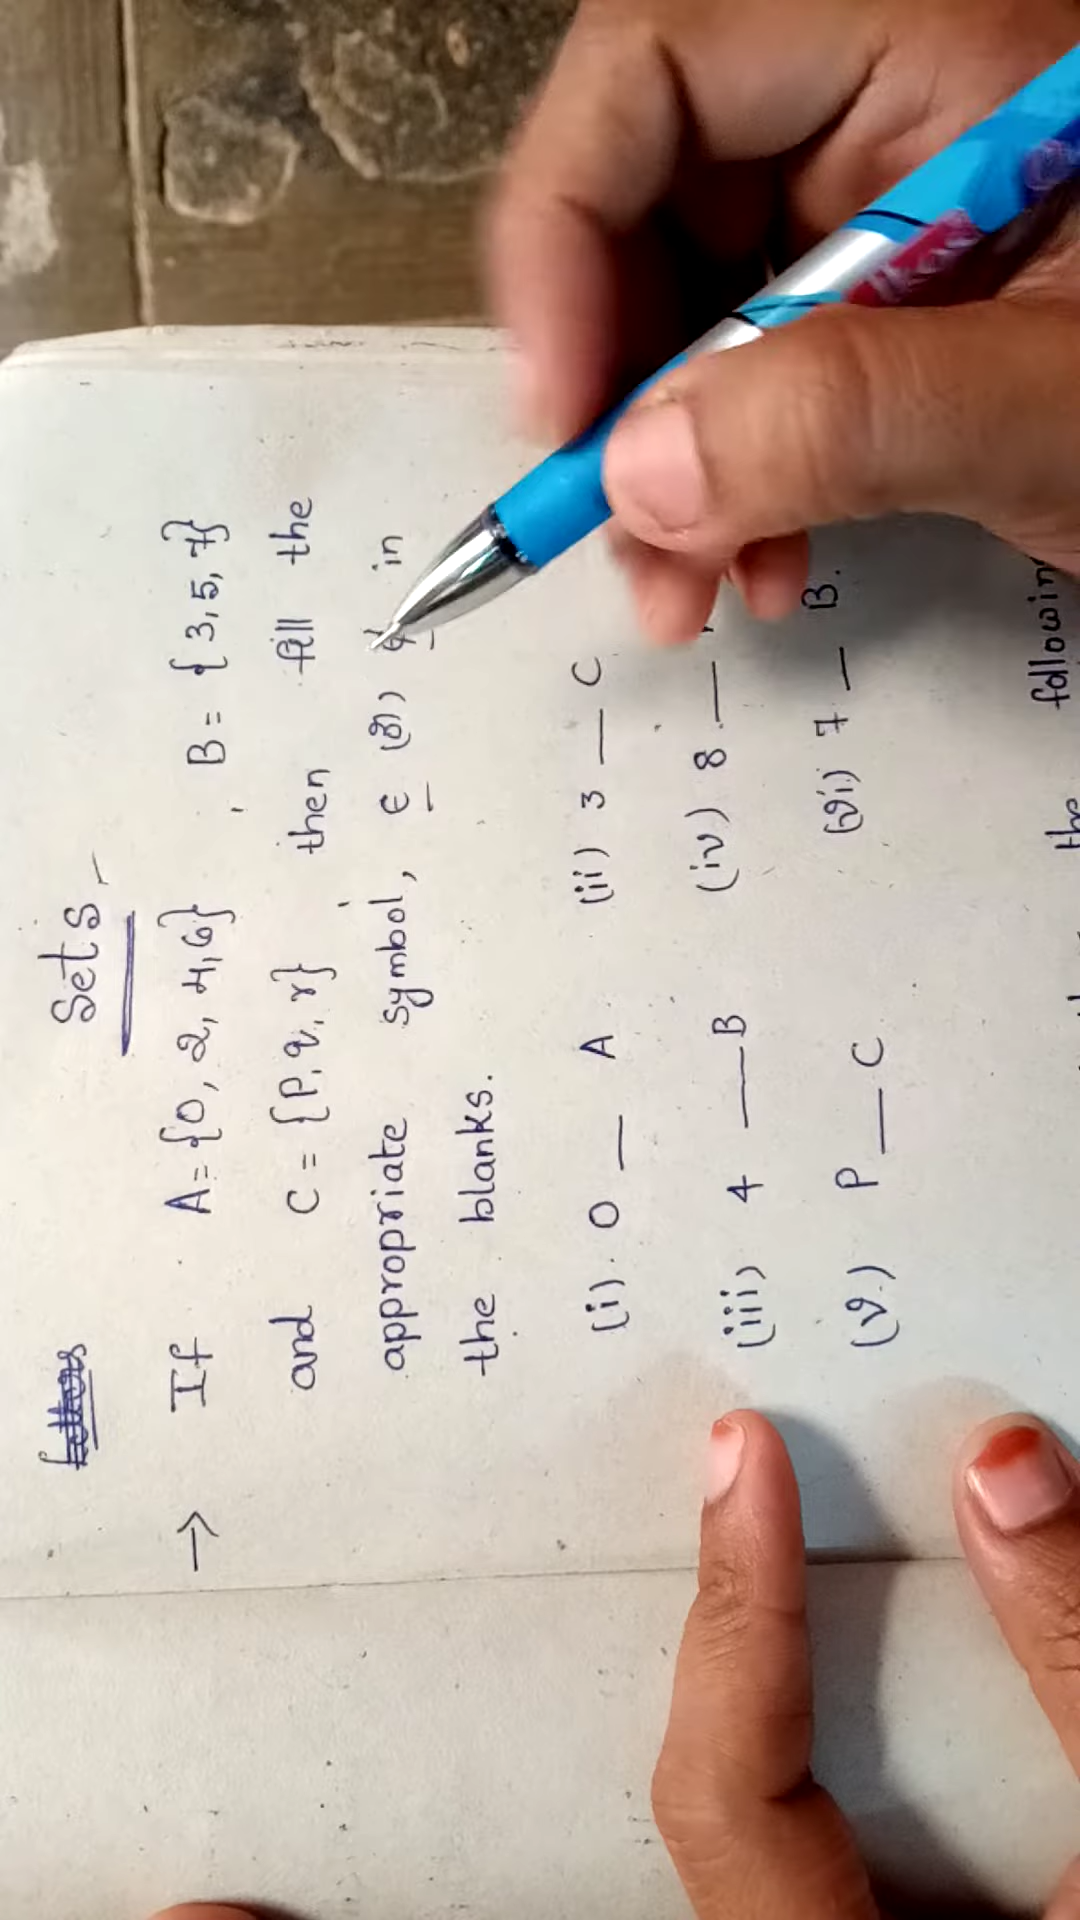 Sets
→ If A={0, 2, 4, 6}, B = {3, 5, 7}
and C = {P, q, r} then fill the
appropriate symbol, ∈ (or) ∉ in
the blanks.
(i). 0 — A (ii) 3 — C
(iii) 4 — B (iv) 8 —
(v) P — C (vi) 7 — B.
the following